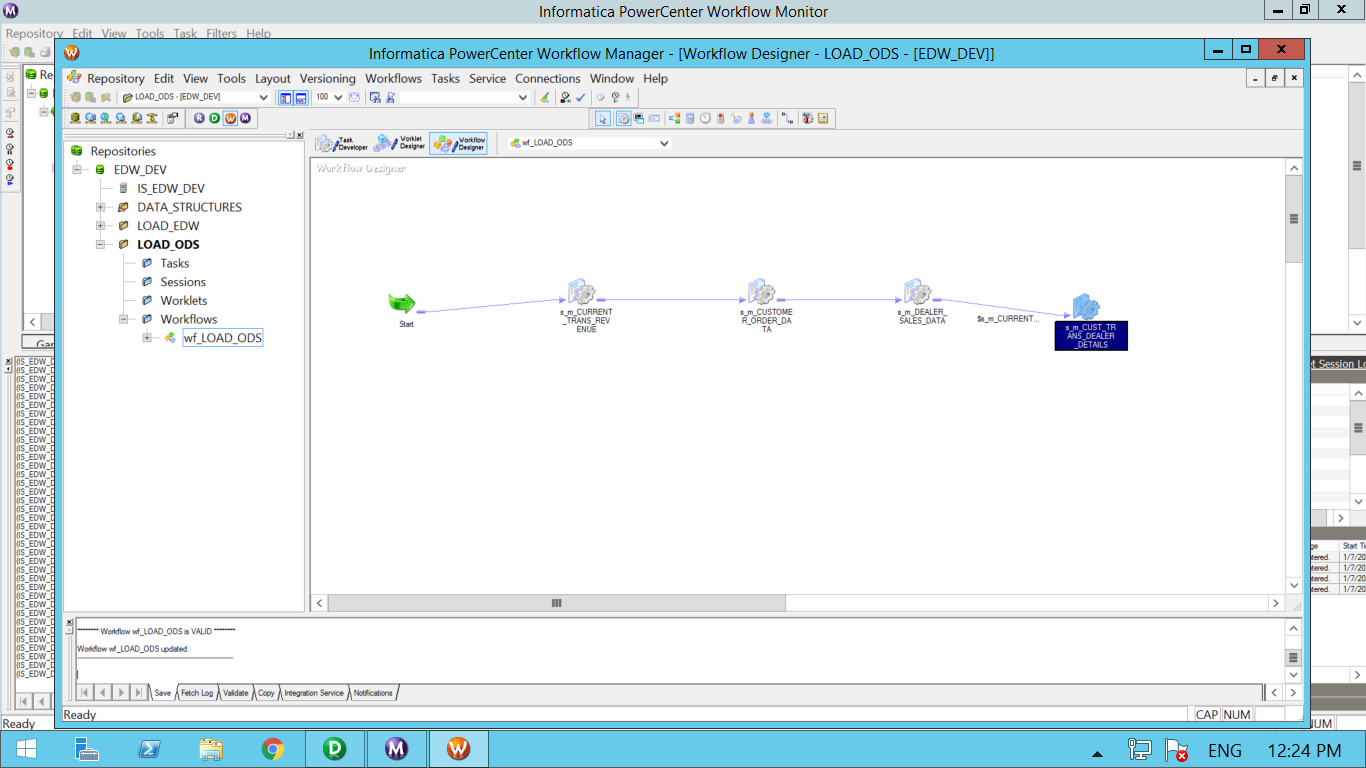 Informatica PowerCenter Workflow Monitor
Repository Edit View Tools Task Filters Help
Informatica PowerCenter Workflow Manager - [Workflow Designer - LOAD_ODS - [EDW_DEV]]
Repository Edit View Tools Layout Versioning Workflows Tasks Service Connections Window Help
LOAD_ODS - [EDW_DEV]
100
R D W M
Task Developer
Worklet Designer
Workflow Designer
wf_LOAD_ODS
Repositories
EDW_DEV
IS_EDW_DEV
DATA_STRUCTURES
LOAD_EDW
LOAD_ODS
Tasks
Sessions
Worklets
Workflows
wf_LOAD_ODS
Workflow Designer
Start
s_m_CURRENT
_TRANS_REV
ENUE
s_m_CUSTOME
R_ORDER_DA
TA
s_m_DEALER_
SALES_DATA
$s_m_CURRENT...
s_m_CUST_TR
ANS_DEALER
_DETAILS
******** Workflow wf_LOAD_ODS is VALID ********
Workflow wf_LOAD_ODS updated.
Save Fetch Log Validate Copy Integration Service Notifications
Ready
CAP NUM
Ready
ENG 12:24 PM